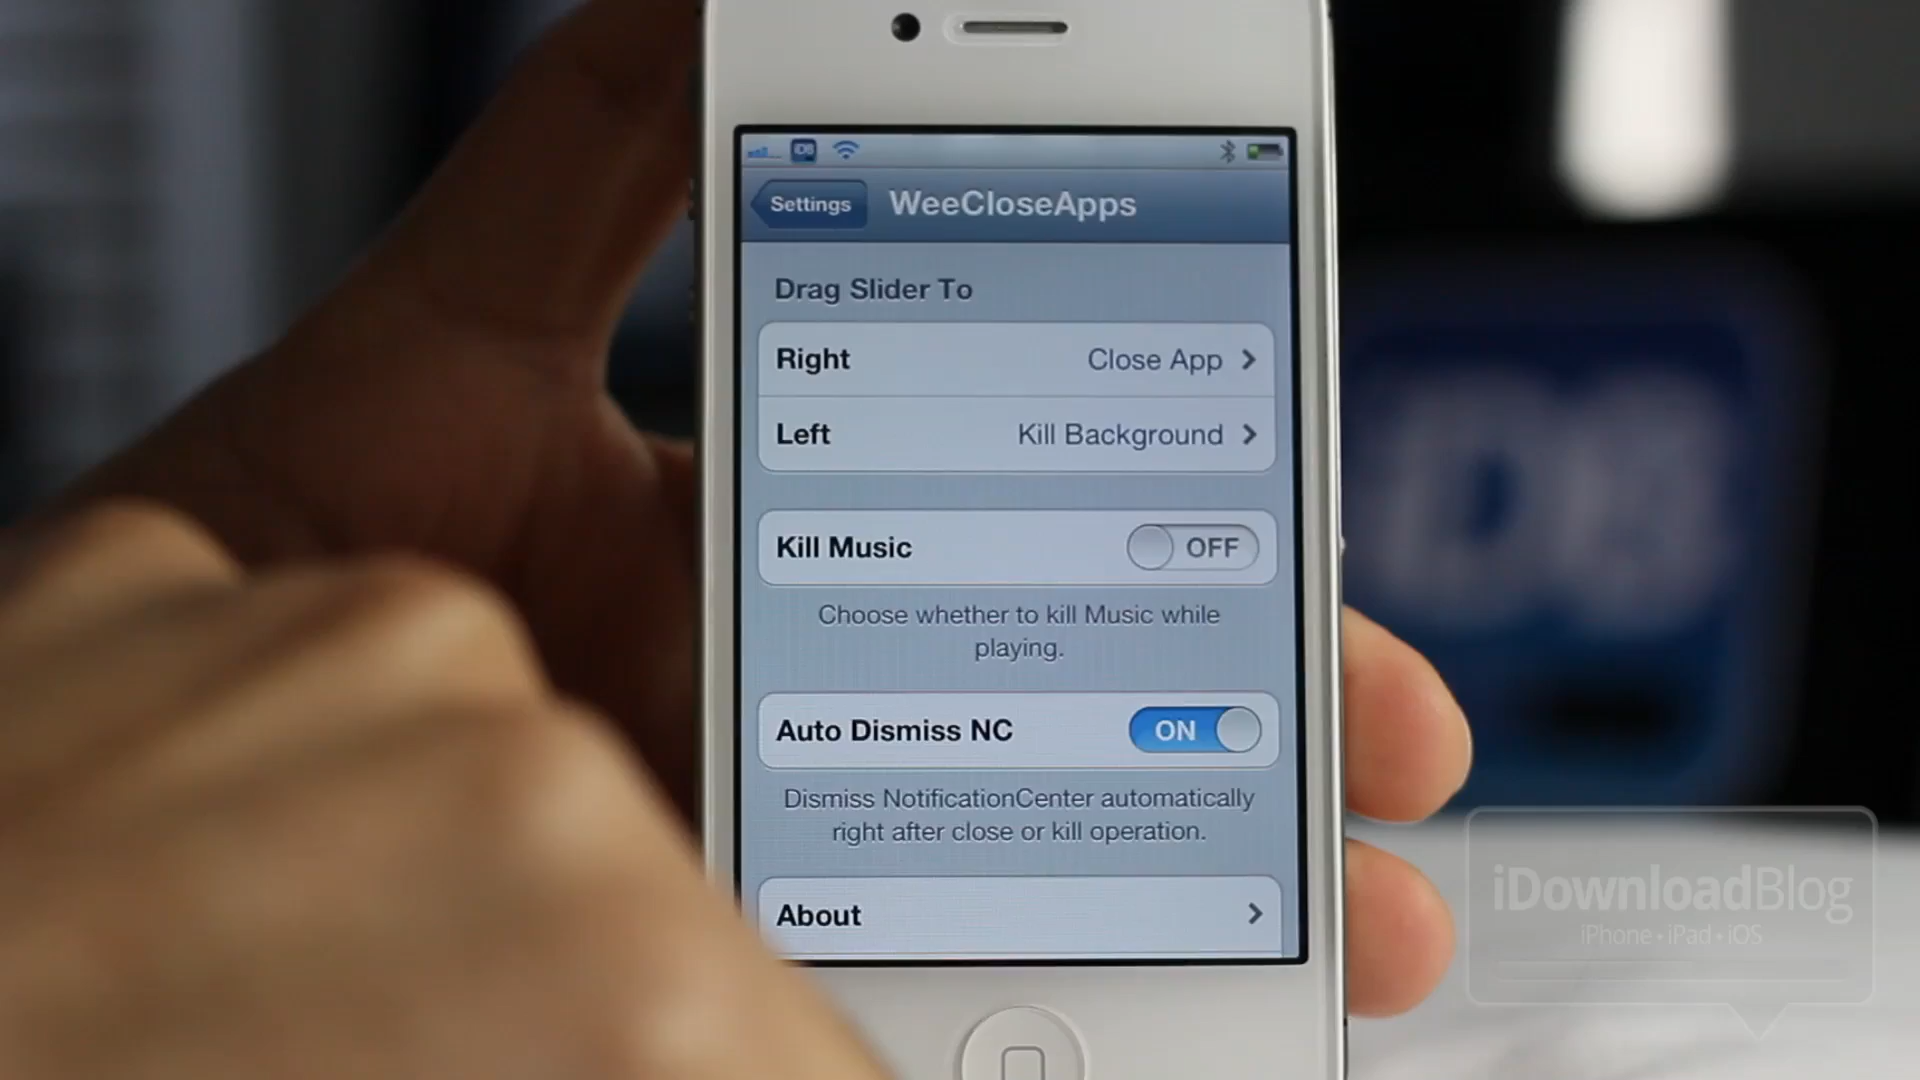 iDB
Settings
WeeCloseApps
Drag Slider To
Right
Close App
Left
Kill Background
Kill Music
OFF
Choose whether to kill Music while
playing.
Auto Dismiss NC
ON
Dismiss NotificationCenter automatically
right after close or kill operation.
About
iDownloadBlog
iPhone • iPad • iOS